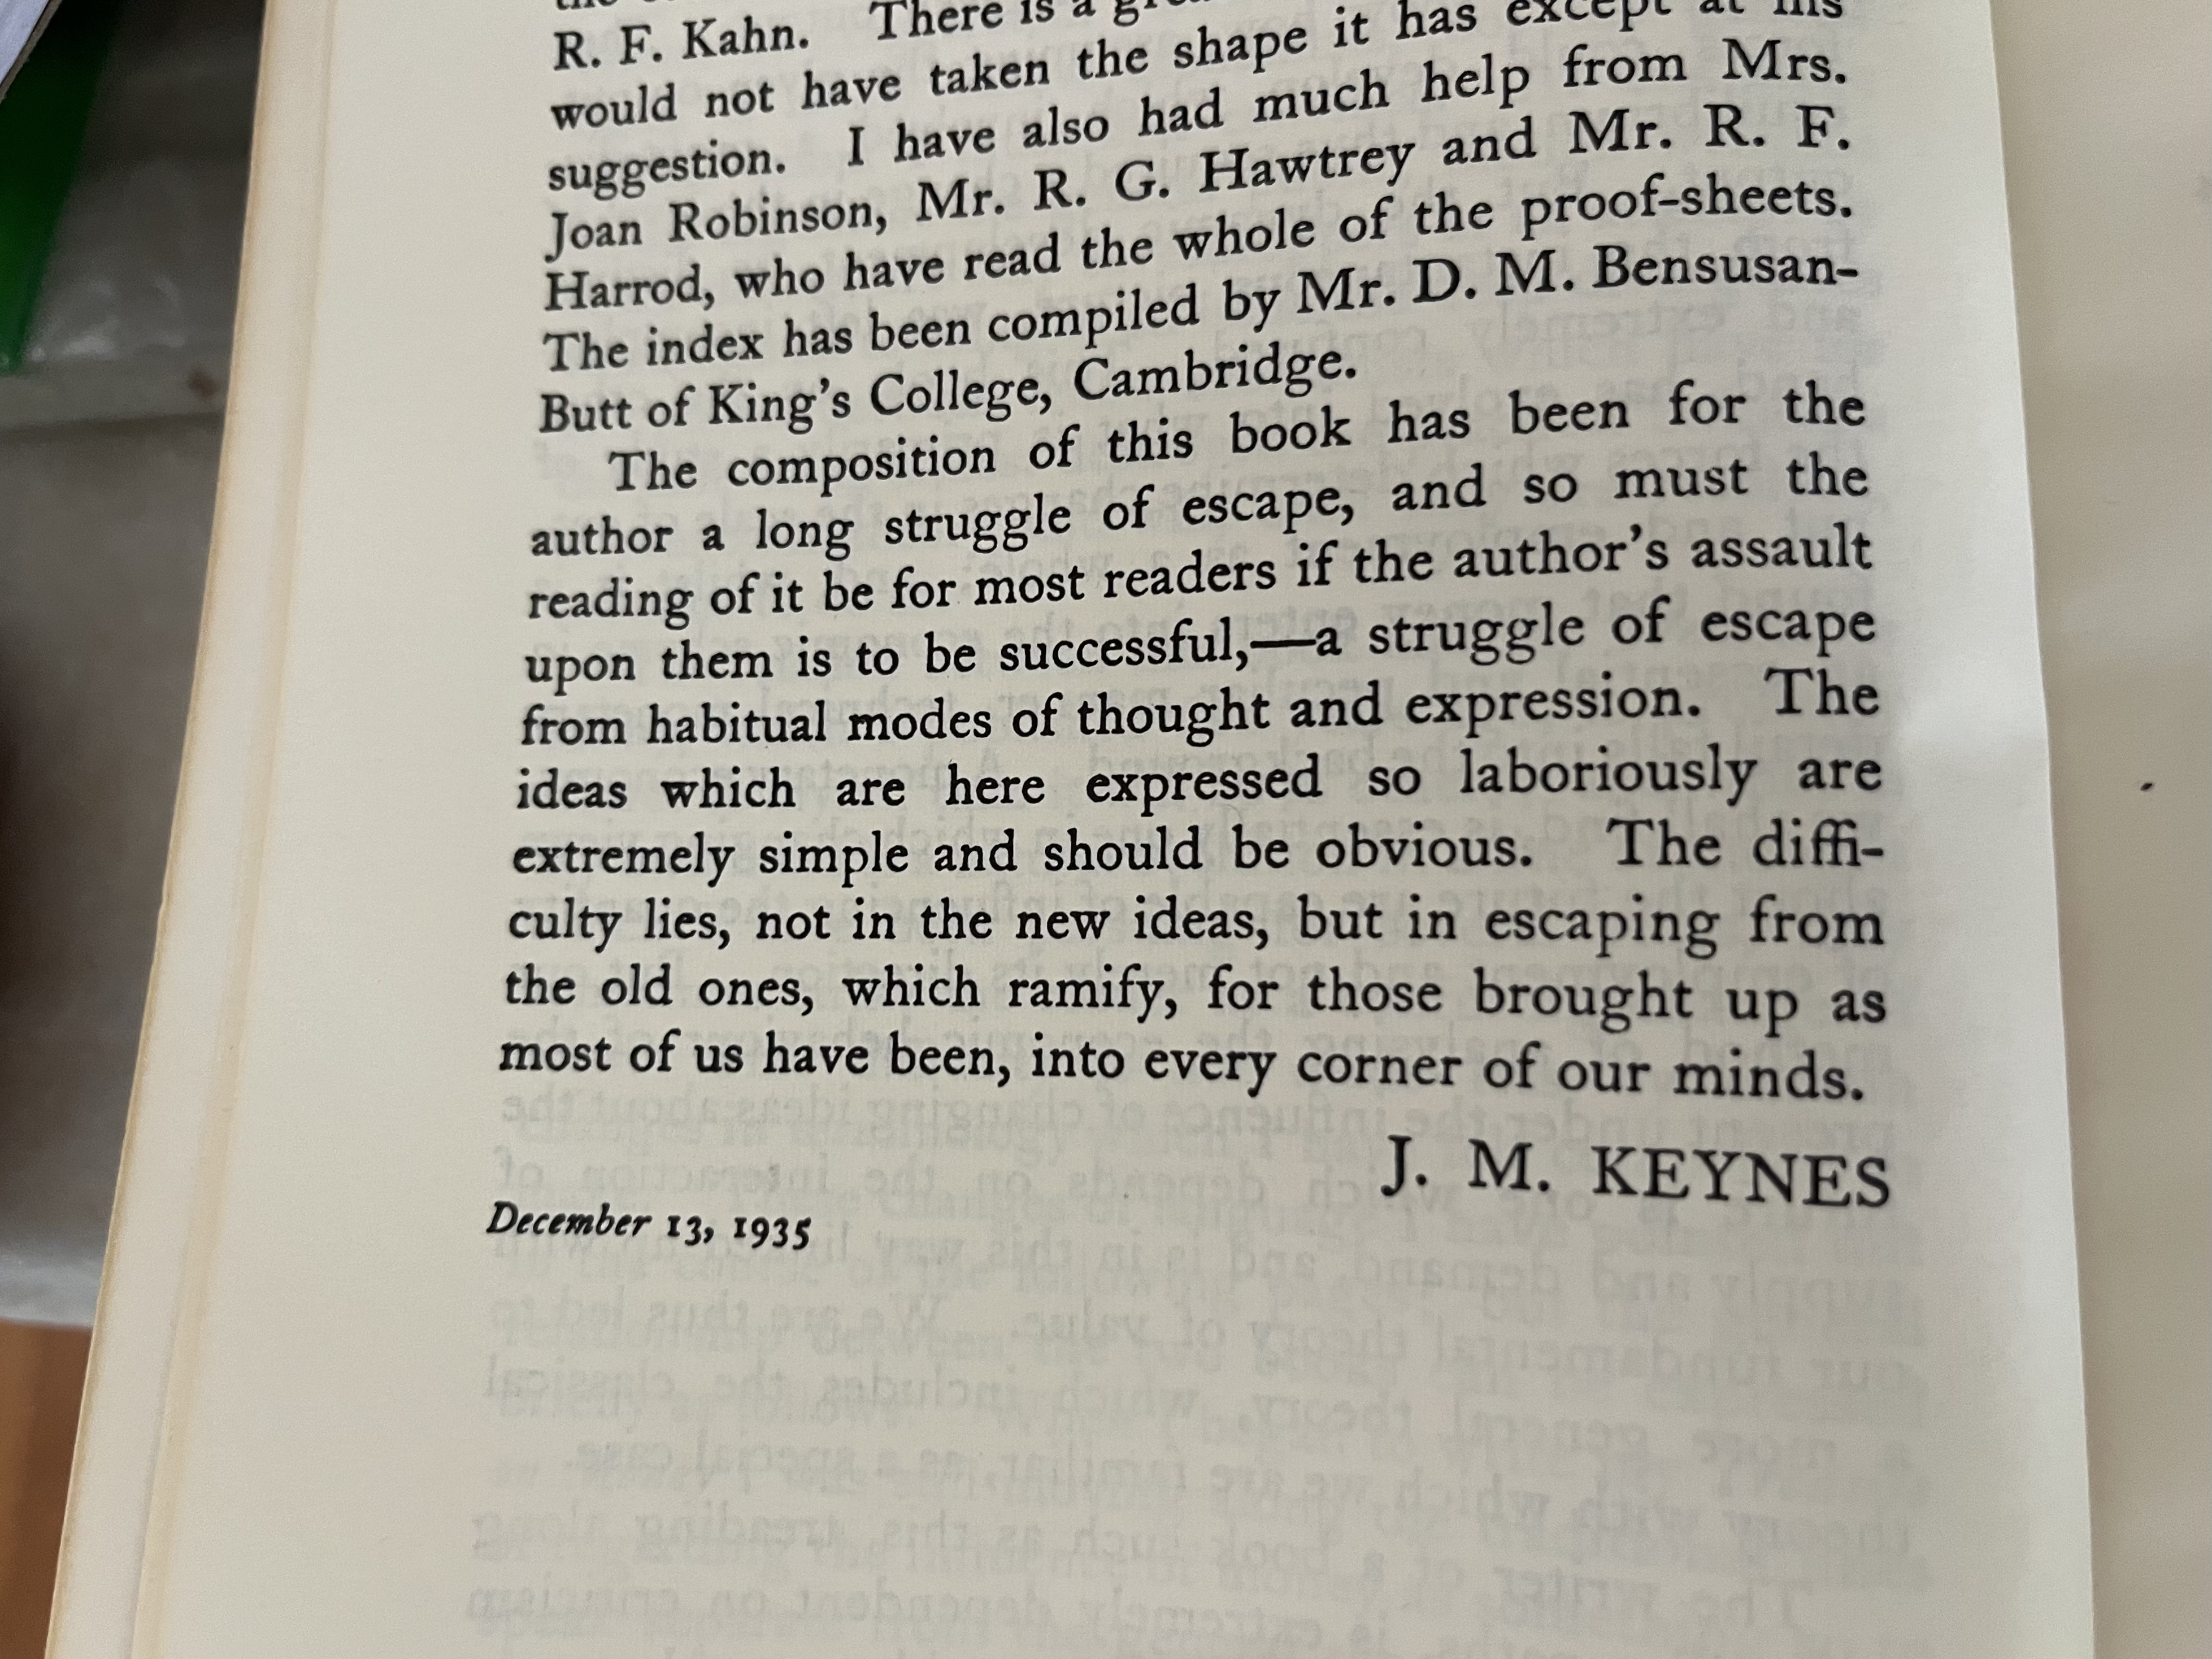 R. F. Kahn. There is a
would not have taken the shape it has except at his
suggestion. I have also had much help from Mrs.
Joan Robinson, Mr. R. G. Hawtrey and Mr. R. F.
Harrod, who have read the whole of the proof-sheets.
The index has been compiled by Mr. D. M. Bensusan-
Butt of King's College, Cambridge.
The composition of this book has been for the
author a long struggle of escape, and so must the
reading of it be for most readers if the author's assault
upon them is to be successful,—a struggle of escape
from habitual modes of thought and expression. The
ideas which are here expressed so laboriously are
extremely simple and should be obvious. The diffi-
culty lies, not in the new ideas, but in escaping from
the old ones, which ramify, for those brought up as
most of us have been, into every corner of our minds.
J. M. KEYNES
December 13, 1935